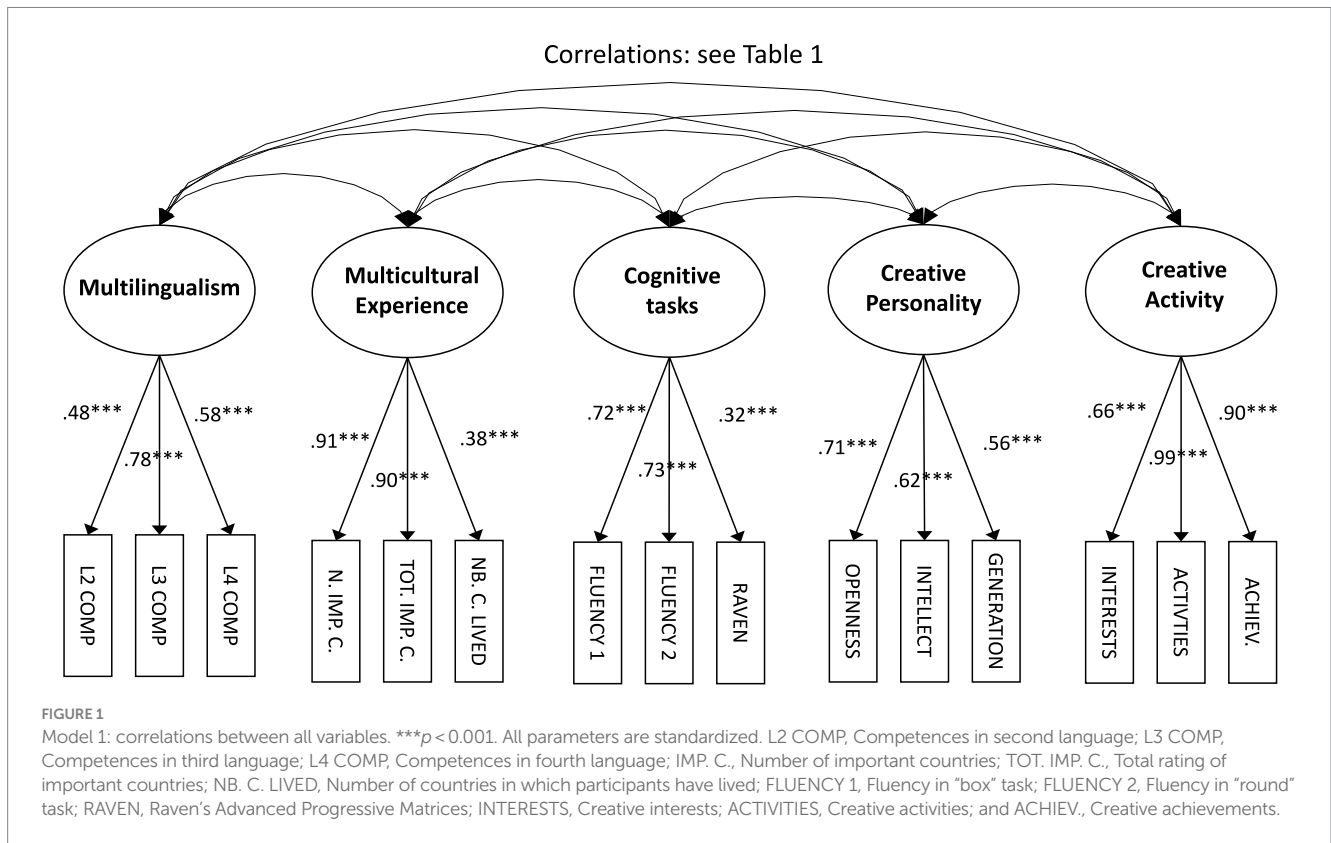 Correlations: see Table 1
Multilingualism
Multicultural
Experience
Cognitive
tasks
Creative
Personality
Creative
Activity
.48***
.78***
.58***
.91***
.90***
.38***
.72***
.73***
.32***
.71***
.62***
.56***
.66***
.99***
.90***
L2 COMP
L3 COMP
L4 COMP
N. IMP. C.
TOT. IMP. C.
NB. C. LIVED
FLUENCY 1
FLUENCY 2
RAVEN
OPENNESS
INTELLECT
GENERATION
INTERESTS
ACTIVTIES
ACHIEV.
FIGURE 1
Model 1: correlations between all variables. ***p < 0.001. All parameters are standardized. L2 COMP, Competences in second language; L3 COMP,
Competences in third language; L4 COMP, Competences in fourth language; IMP. C., Number of important countries; TOT. IMP. C., Total rating of
important countries; NB. C. LIVED, Number of countries in which participants have lived; FLUENCY 1, Fluency in “box” task; FLUENCY 2, Fluency in “round”
task; RAVEN, Raven’s Advanced Progressive Matrices; INTERESTS, Creative interests; ACTIVITIES, Creative activities; and ACHIEV., Creative achievements.